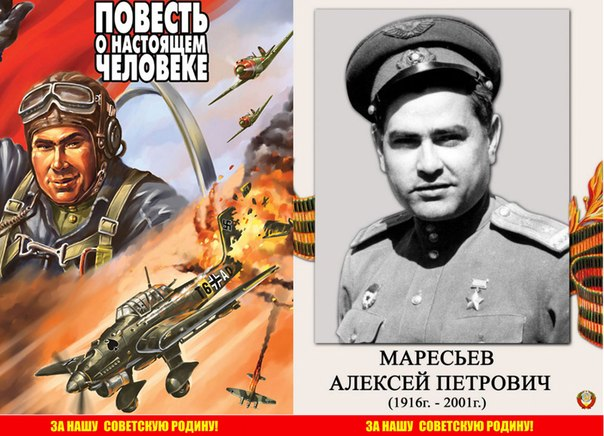 ПОВЕСТЬ
О НАСТОЯЩЕМ
ЧЕЛОВЕКЕ
МАРЕСЬЕВ
АЛЕКСЕЙ ПЕТРОВИЧ
(1916г. - 2001г.)
ЗА НАШУ СОВЕТСКУЮ РОДИНУ!
ЗА НАШУ СОВЕТСКУЮ РОДИНУ!